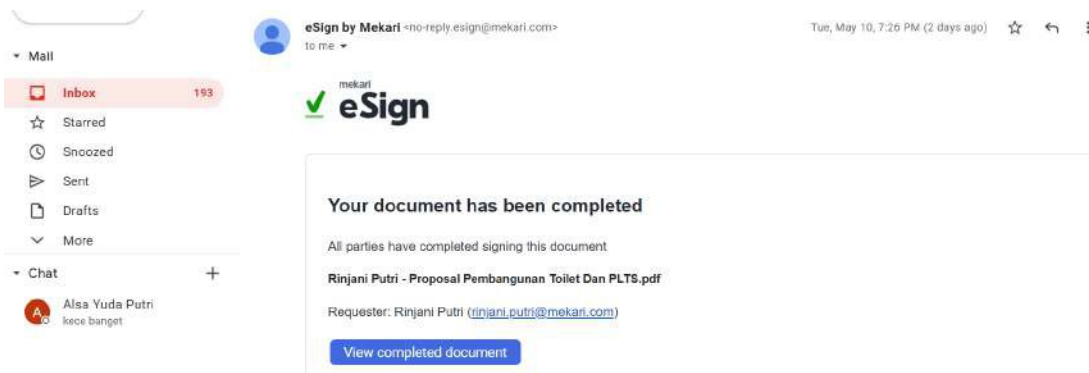 Mail
Inbox 193
Starred
Snoozed
Sent
Drafts
More
Chat
Alsa Yuda Putri
kece banget
eSign by Mekari <no-reply.esign@mekari.com> Tue, May 10, 7:26 PM (2 days ago)
to me
mekari
eSign
Your document has been completed
All parties have completed signing this document
Rinjani Putri - Proposal Pembangunan Toilet Dan PLTS.pdf
Requester: Rinjani Putri (rinjani.putri@mekari.com)
View completed document
A